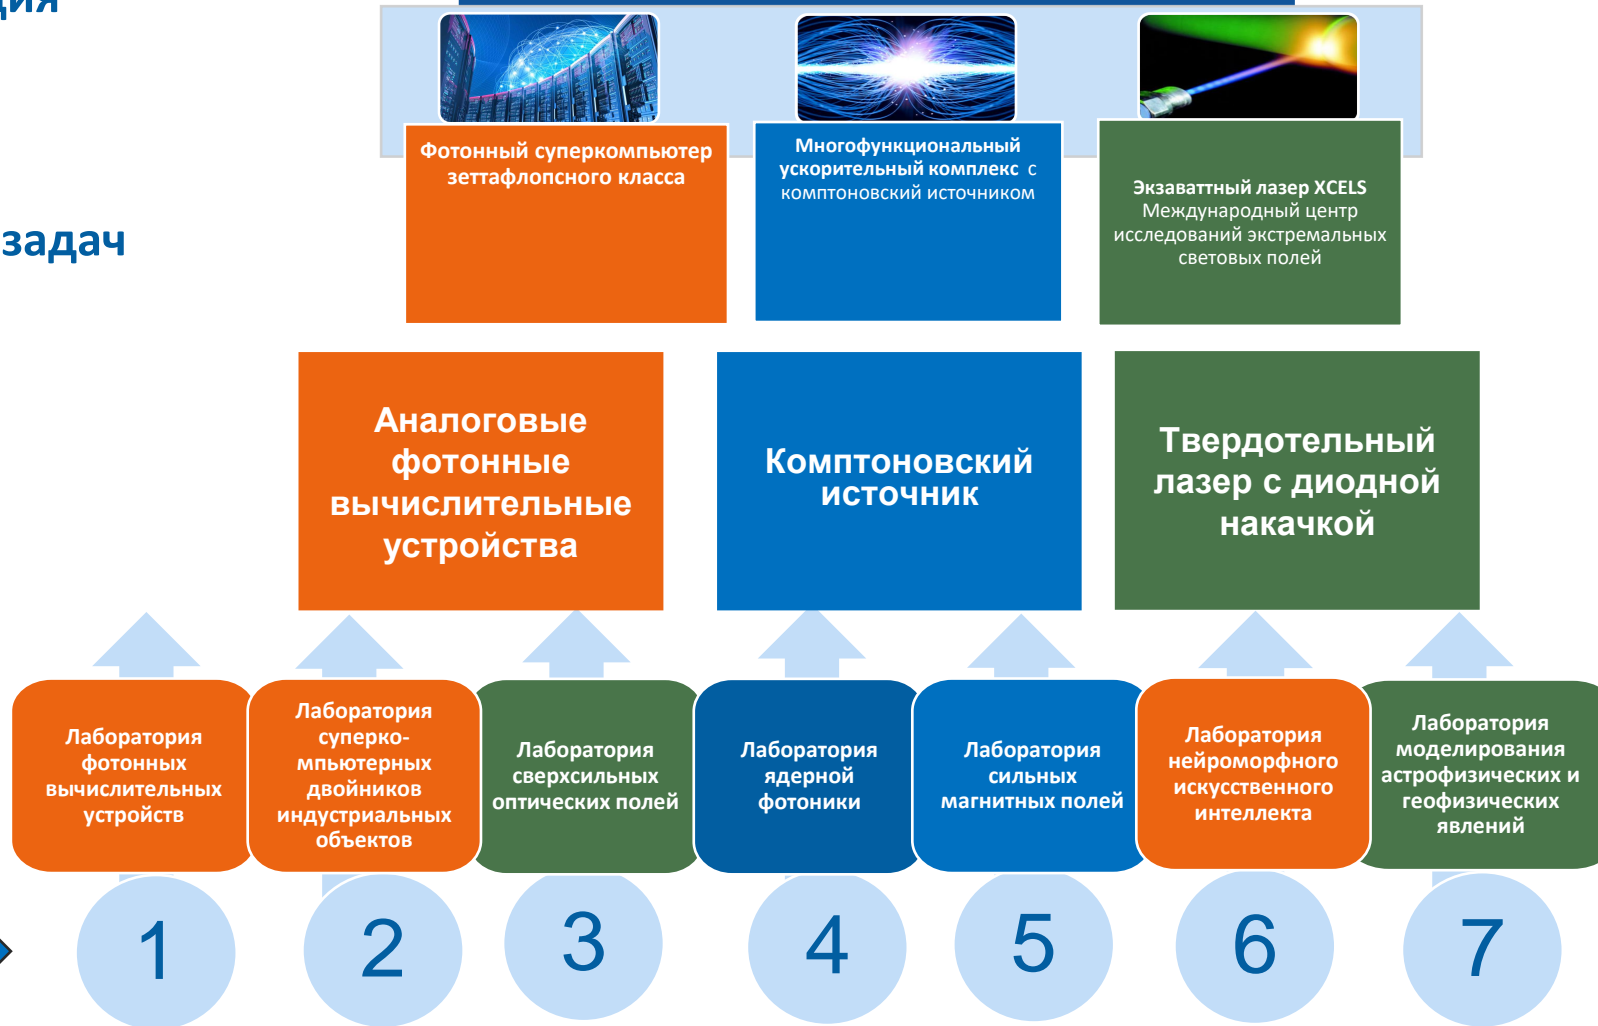 ция
задач
Фотонный суперкомпьютер
зеттафлопсного класса
Многофункциональный
ускорительный комплекс с
комптоновский источником
Экзаваттный лазер XCELS
Международный центр
исследований экстремальных
световых полей
Аналоговые
фотонные
вычислительные
устройства
Комптоновский
источник
Твердотельный
лазер с диодной
накачкой
Лаборатория
фотонных
вычислительных
устройств
Лаборатория
суперко-
мпьютерных
двойников
индустриальных
объектов
Лаборатория
сверхсильных
оптических полей
Лаборатория
ядерной
фотоники
Лаборатория
сильных
магнитных полей
Лаборатория
нейроморфного
искусственного
интеллекта
Лаборатория
моделирования
астрофизических и
геофизических
явлений
1
2
3
4
5
6
7